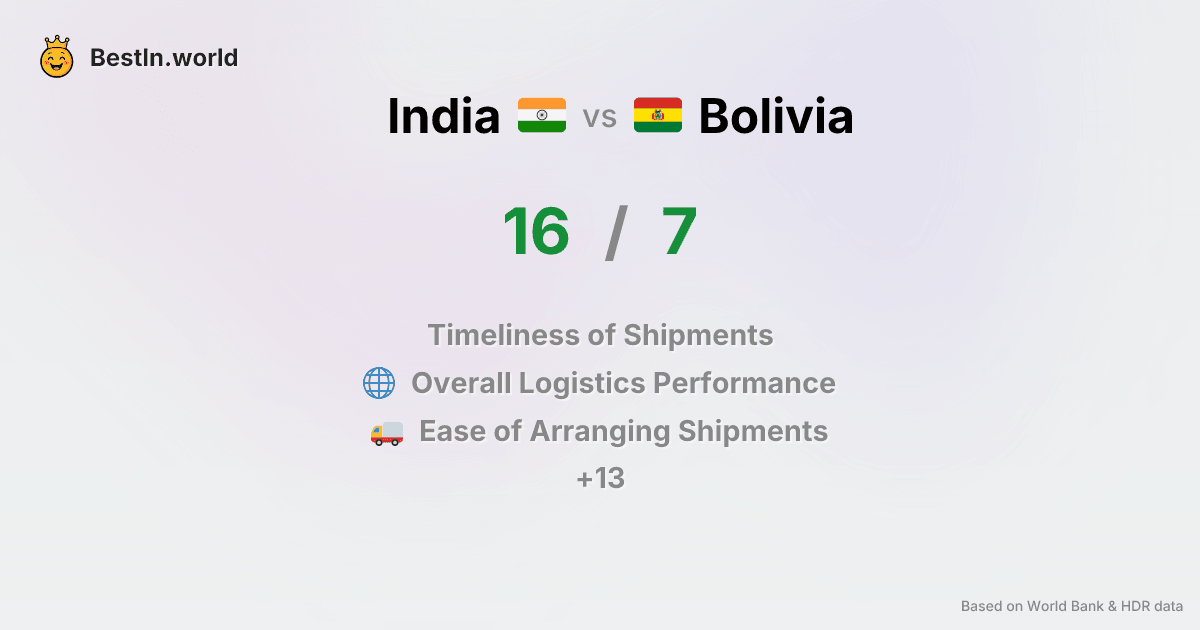 BestIn.world
India vs Bolivia
16 / 7
Timeliness of Shipments
Overall Logistics Performance
Ease of Arranging Shipments
+13
Based on World Bank & HDR data